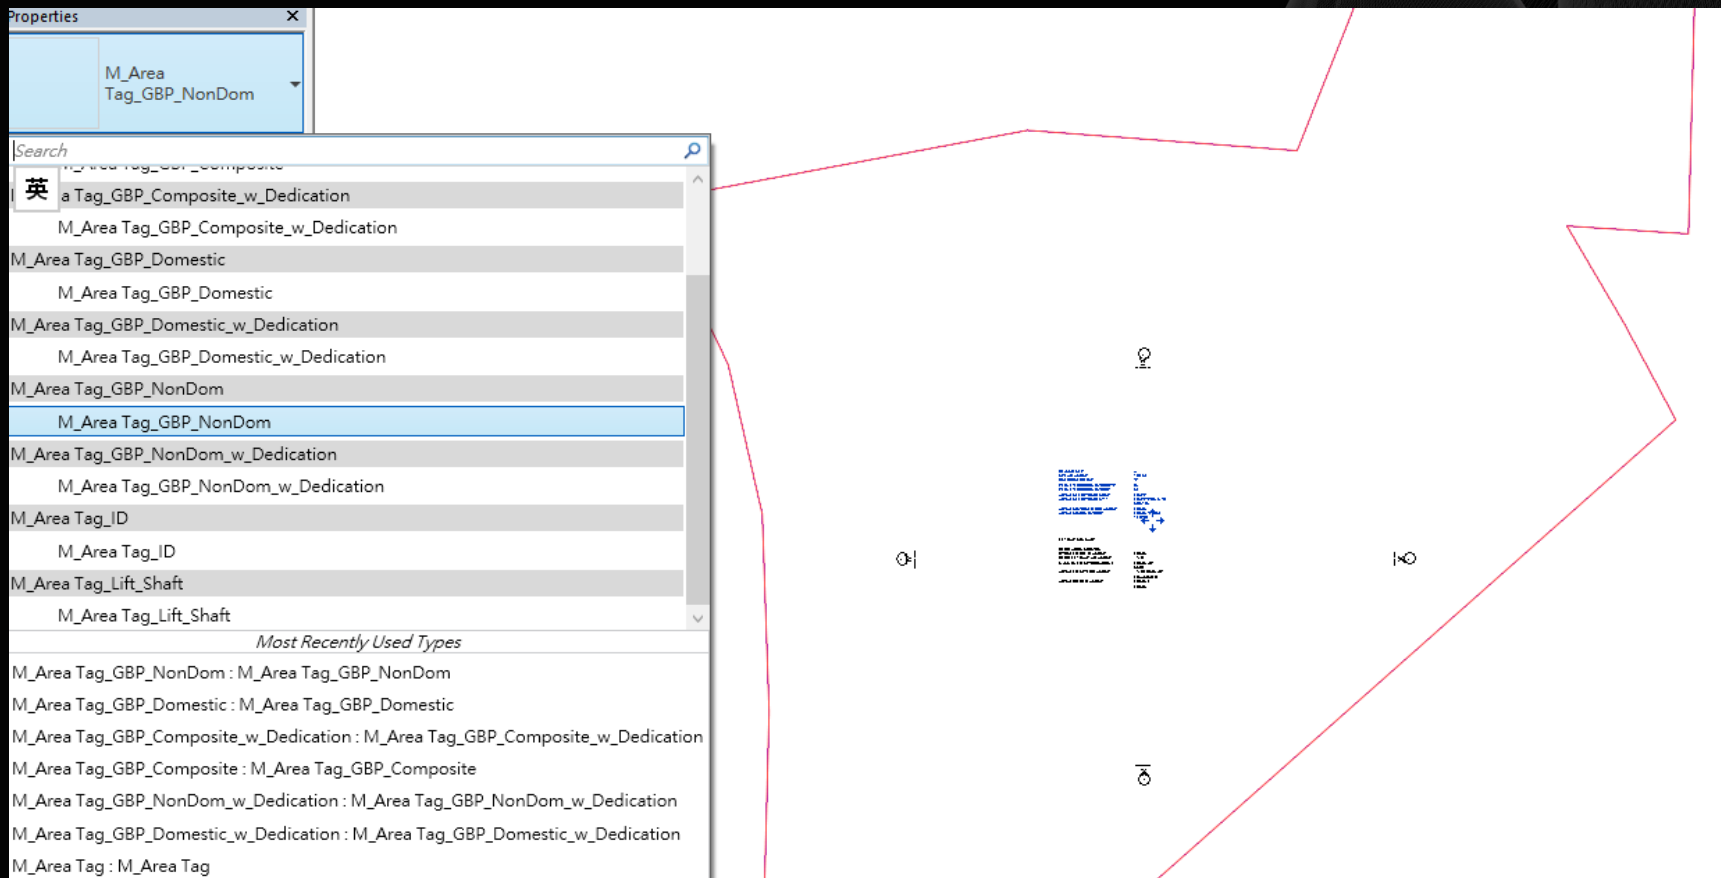 Properties
M_Area
Tag_GBP_NonDom
Search
英
a Tag_GBP_Composite_w_Dedication
M_Area Tag_GBP_Composite_w_Dedication
M_Area Tag_GBP_Domestic
M_Area Tag_GBP_Domestic
M_Area Tag_GBP_Domestic_w_Dedication
M_Area Tag_GBP_Domestic_w_Dedication
M_Area Tag_GBP_NonDom
M_Area Tag_GBP_NonDom
M_Area Tag_GBP_NonDom_w_Dedication
M_Area Tag_GBP_NonDom_w_Dedication
M_Area Tag_ID
M_Area Tag_ID
M_Area Tag_Lift_Shaft
M_Area Tag_Lift_Shaft
Most Recently Used Types
M_Area Tag_GBP_NonDom : M_Area Tag_GBP_NonDom
M_Area Tag_GBP_Domestic : M_Area Tag_GBP_Domestic
M_Area Tag_GBP_Composite_w_Dedication : M_Area Tag_GBP_Composite_w_Dedication
M_Area Tag_GBP_Composite : M_Area Tag_GBP_Composite
M_Area Tag_GBP_NonDom_w_Dedication : M_Area Tag_GBP_NonDom_w_Dedication
M_Area Tag_GBP_Domestic_w_Dedication : M_Area Tag_GBP_Domestic_w_Dedication
M_Area Tag : M_Area Tag